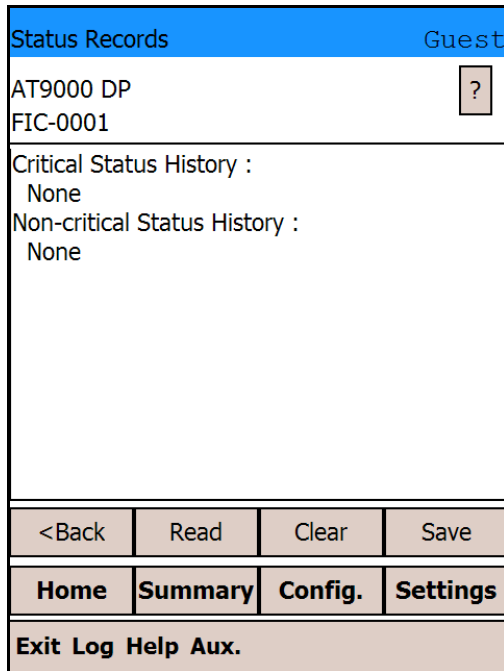 Status Records Guest
AT9000 DP ?
FIC-0001
Critical Status History :
None
Non-critical Status History :
None
<Back Read Clear Save
Home Summary Config. Settings
Exit Log Help Aux.